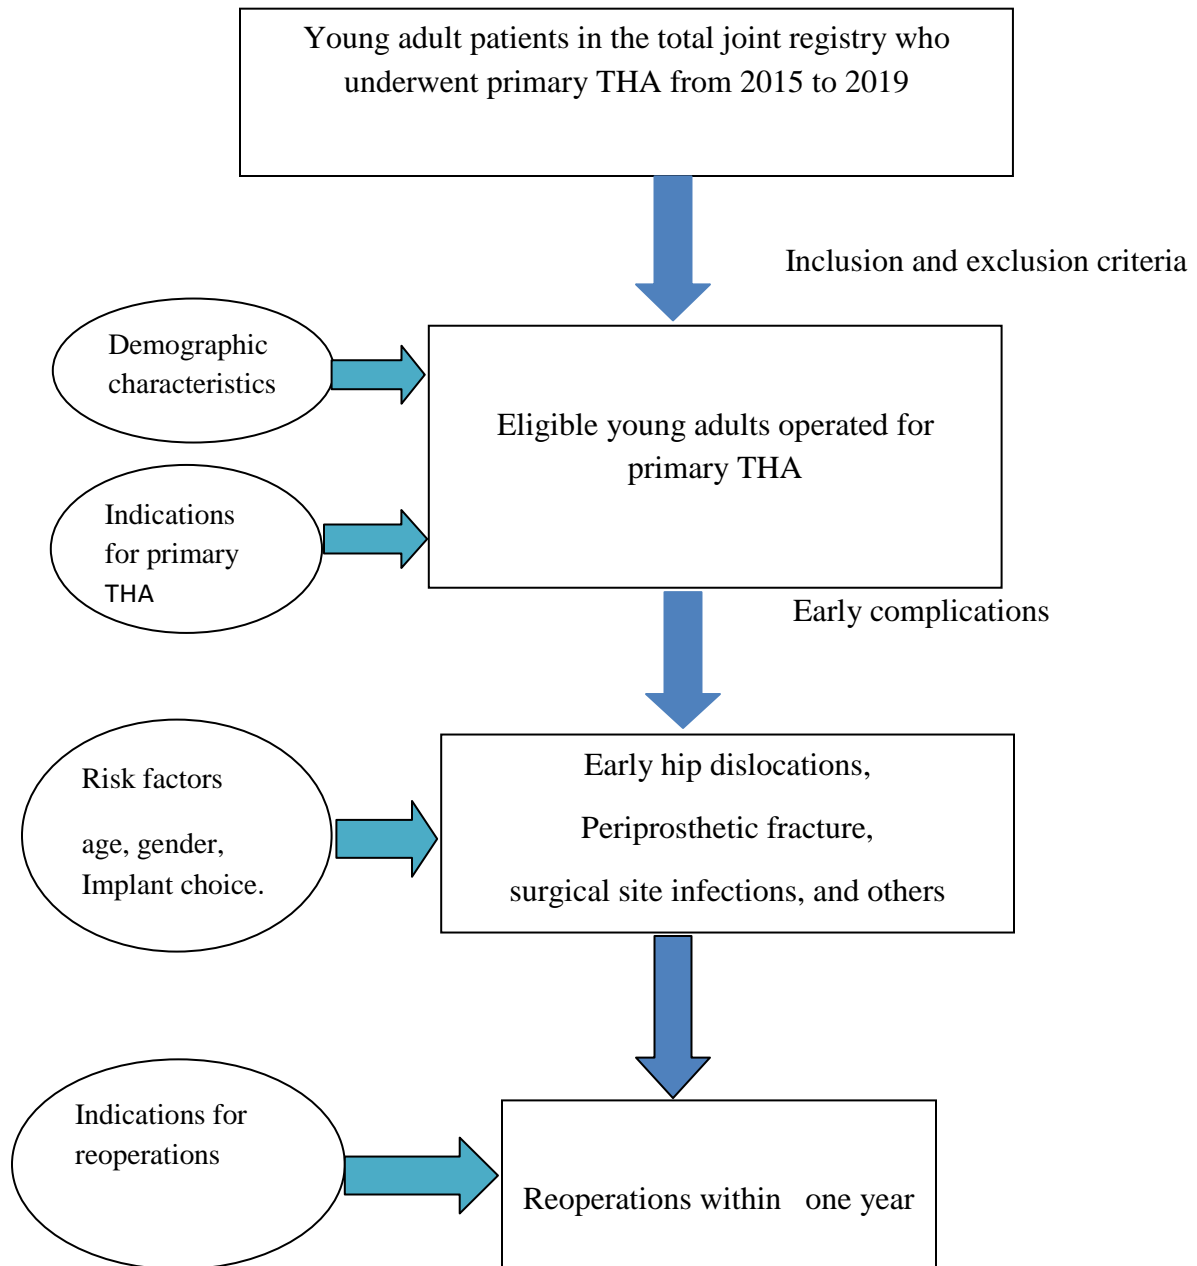 Young adult patients in the total joint registry who
underwent primary THA from 2015 to 2019
Inclusion and exclusion criteria
Demographic
characteristics
Eligible young adults operated for
primary THA
Indications
for primary
THA
Early complications
Risk factors
age, gender,
Implant choice.
Early hip dislocations,
Periprosthetic fracture,
surgical site infections, and others
Indications for
reoperations
Reoperations within one year